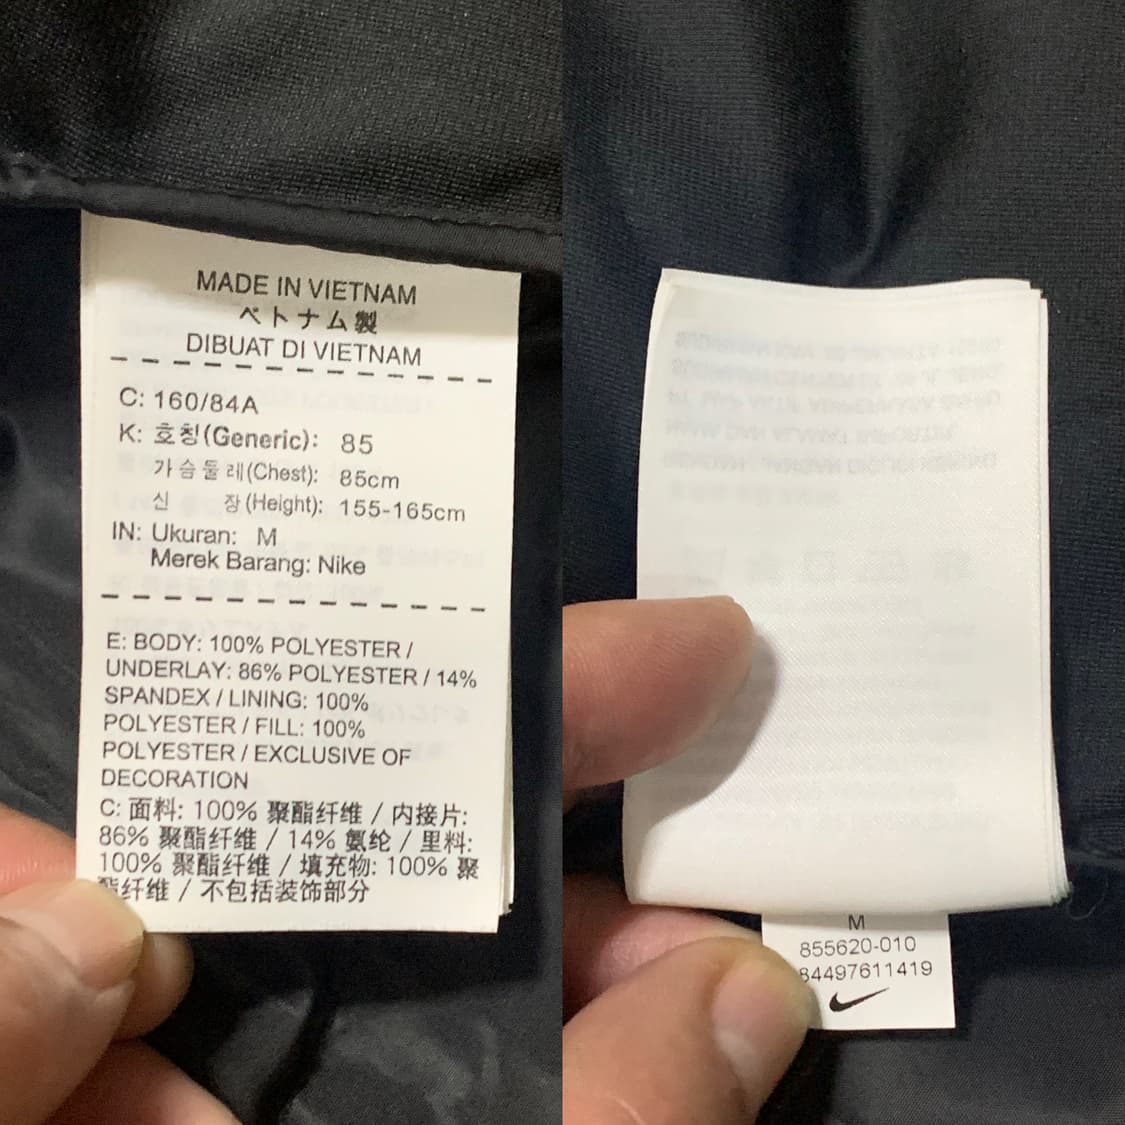 MADE IN VIETNAM
ベトナム製
DIBUAT DI VIETNAM
C: 160/84A
K: 호칭(Generic): 85
가슴둘레(Chest): 85cm
신 장(Height): 155-165cm
IN: Ukuran: M
Merek Barang: Nike
E: BODY: 100% POLYESTER /
UNDERLAY: 86% POLYESTER / 14%
SPANDEX / LINING: 100%
POLYESTER / FILL: 100%
POLYESTER / EXCLUSIVE OF
DECORATION
C: 面料: 100% 聚酯纤维 / 内接片:
86% 聚酯纤维 / 14% 氨纶 / 里料:
100% 聚酯纤维 / 填充物: 100% 聚
酯纤维 / 不包括装饰部分
M
855620-010
84497611419